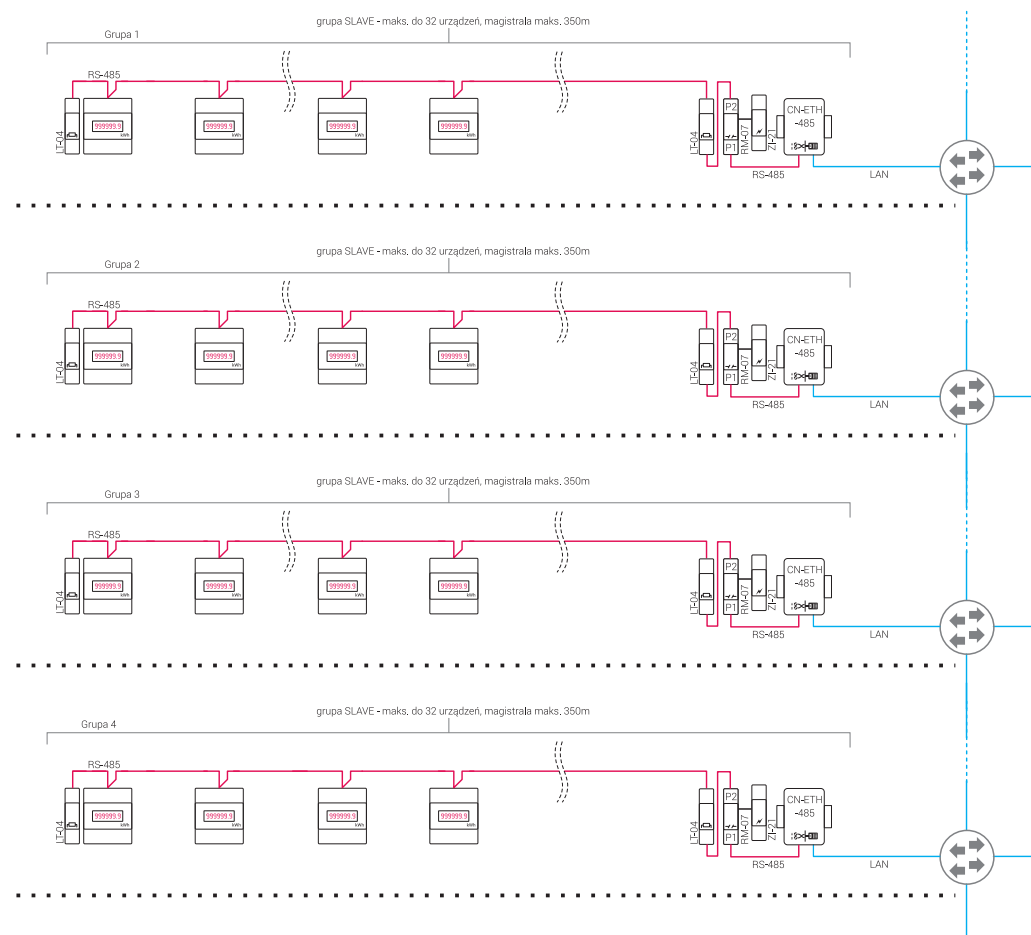 grupa SLAVE - maks. do 32 urządzeń, magistrala maks. 350m
Grupa 1
RS-485
LT-04
999999.9
kWh
999999.9
kWh
999999.9
kWh
999999.9
kWh
LT-04
P2
P1
RM-07
ZI-21
CN-ETH
-485
RS-485
LAN
grupa SLAVE - maks. do 32 urządzeń, magistrala maks. 350m
Grupa 2
RS-485
LT-04
999999.9
kWh
999999.9
kWh
999999.9
kWh
999999.9
kWh
LT-04
P2
P1
RM-07
ZI-21
CN-ETH
-485
RS-485
LAN
grupa SLAVE - maks. do 32 urządzeń, magistrala maks. 350m
Grupa 3
RS-485
LT-04
999999.9
kWh
999999.9
kWh
999999.9
kWh
999999.9
kWh
LT-04
P2
P1
RM-07
ZI-21
CN-ETH
-485
RS-485
LAN
grupa SLAVE - maks. do 32 urządzeń, magistrala maks. 350m
Grupa 4
RS-485
LT-04
999999.9
kWh
999999.9
kWh
999999.9
kWh
999999.9
kWh
LT-04
P2
P1
RM-07
ZI-21
CN-ETH
-485
RS-485
LAN